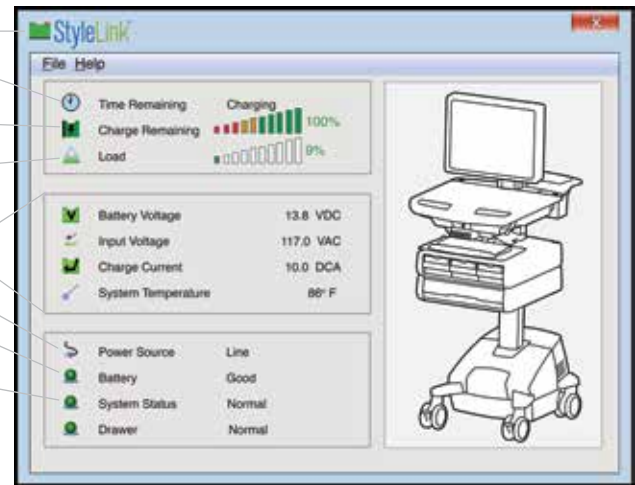 StyleLink
File Help
Time Remaining Charging
Charge Remaining 100%
Load 9%
Battery Voltage 13.8 VDC
Input Voltage 117.0 VAC
Charge Current 10.0 DCA
System Temperature 86° F
Power Source Line
Battery Good
System Status Normal
Drawer Normal